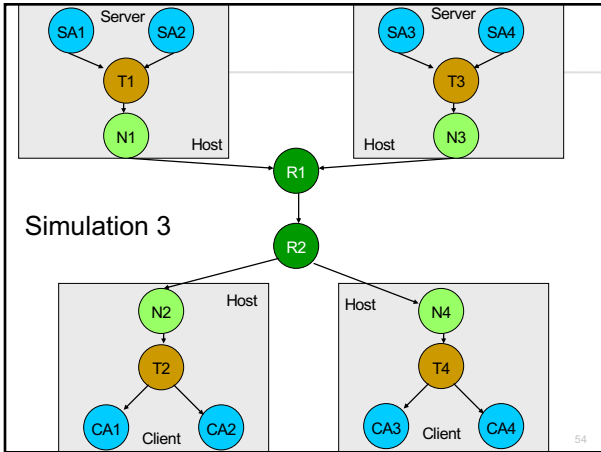 Server
SA1
SA2
T1
N1
Host
Server
SA3
SA4
T3
N3
Host
R1
Simulation 3
R2
N2
Host
T2
CA1
Client
CA2
Host
N4
T4
CA3
Client
CA4
54